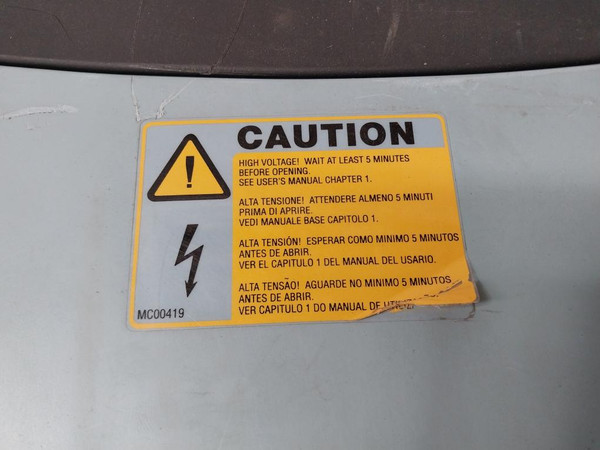 CAUTION
HIGH VOLTAGE! WAIT AT LEAST 5 MINUTES
BEFORE OPENING.
SEE USER'S MANUAL CHAPTER 1.
ALTA TENSIONE! ATTENDERE ALMENO 5 MINUTI
PRIMA DI APRIRE.
VEDI MANUALE BASE CAPITOLO 1.
ALTA TENSIÓN! ESPERAR COMO MINIMO 5 MINUTOS
ANTES DE ABRIR.
VER EL CAPITULO 1 DEL MANUAL DEL USARIO.
ALTA TENSÃO! AGUARDE NO MINIMO 5 MINUTOS
ANTES DE ABRIR.
VER CAPITULO 1 DO MANUAL DE
MC00419